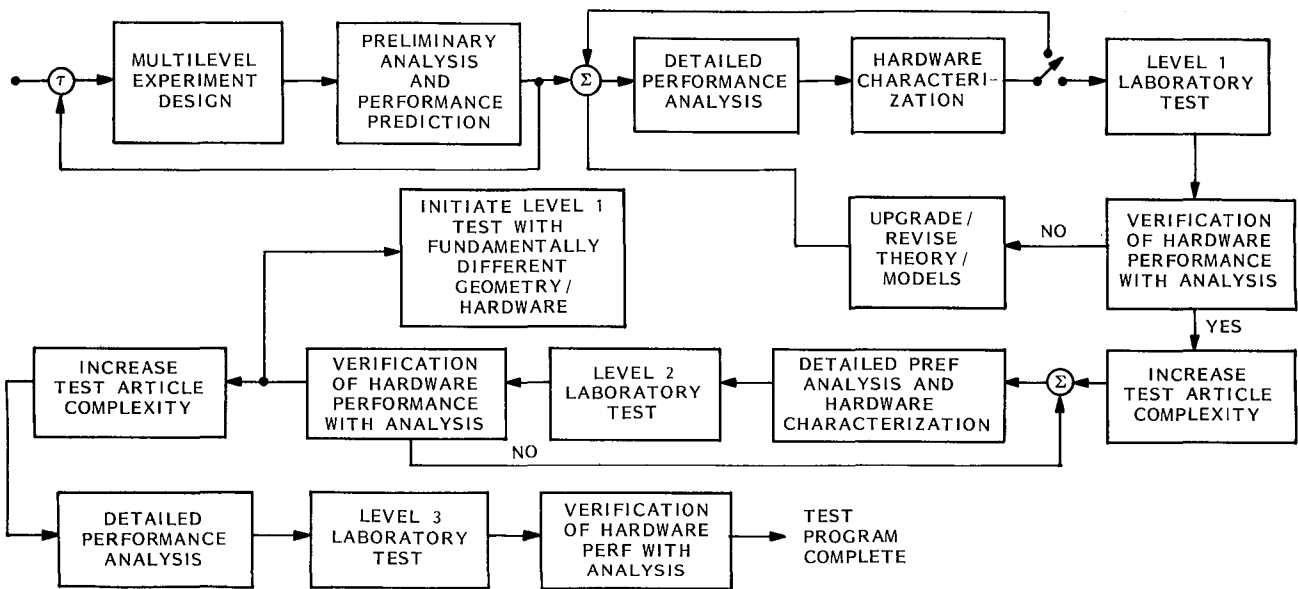 τ
MULTILEVEL
EXPERIMENT
DESIGN
PRELIMINARY
ANALYSIS
AND
PERFORMANCE
PREDICTION
Σ
DETAILED
PERFORMANCE
ANALYSIS
HARDWARE
CHARACTERI-
ZATION
LEVEL 1
LABORATORY
TEST
INITIATE LEVEL 1
TEST WITH
FUNDAMENTALLY
DIFFERENT
GEOMETRY/
HARDWARE
UPGRADE/
REVISE
THEORY/
MODELS
NO
VERIFICATION
OF HARDWARE
PERFORMANCE
WITH ANALYSIS
YES
INCREASE
TEST ARTICLE
COMPLEXITY
VERIFICATION
OF HARDWARE
PERFORMANCE
WITH ANALYSIS
LEVEL 2
LABORATORY
TEST
DETAILED PREF
ANALYSIS AND
HARDWARE
CHARACTERIZATION
Σ
INCREASE
TEST ARTICLE
COMPLEXITY
NO
DETAILED
PERFORMANCE
ANALYSIS
LEVEL 3
LABORATORY
TEST
VERIFICATION
OF HARDWARE
PERF WITH
ANALYSIS
TEST
PROGRAM
COMPLETE